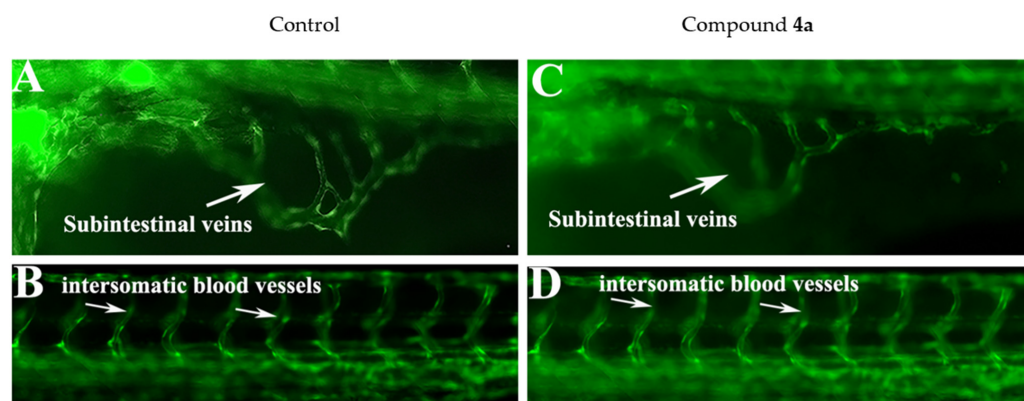 Control
Compound 4a
A
C
Subintestinal veins
Subintestinal veins
B
intersomatic blood vessels
D
intersomatic blood vessels